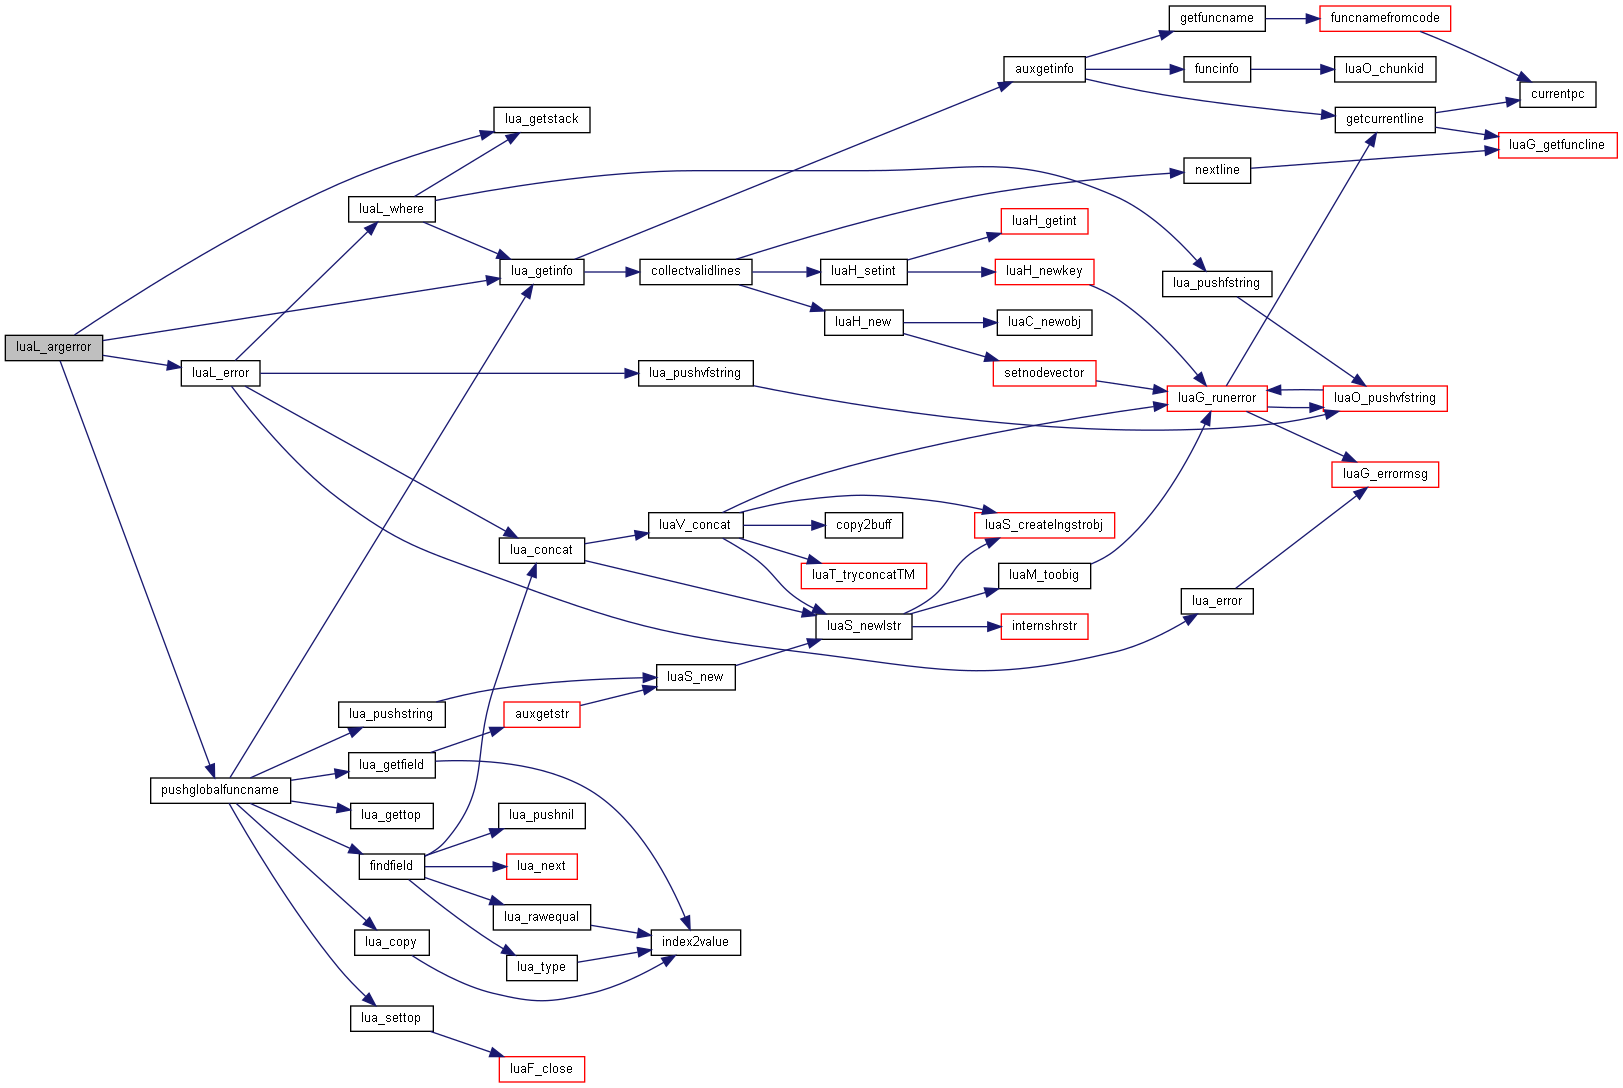 getfuncname
funcnamefromcode
auxgetinfo
funcinfo
luaO_chunkid
currentpc
lua_getstack
getcurrentline
luaG_getfuncline
nextline
luaL_where
luaH_getint
lua_getinfo
collectvalidlines
luaH_setint
luaH_newkey
lua_pushfstring
luaH_new
luaC_newobj
luaL_argerror
luaL_error
lua_pushvfstring
setnodevector
luaG_runerror
luaO_pushvfstring
luaG_errormsg
luaV_concat
copy2buff
luaS_createlngstrobj
lua_concat
luaT_tryconcatTM
luaM_toobig
lua_error
luaS_newlstr
internshrstr
luaS_new
lua_pushstring
auxgetstr
lua_getfield
pushglobalfuncname
lua_gettop
lua_pushnil
findfield
lua_next
lua_rawequal
lua_copy
index2value
lua_type
lua_settop
luaF_close